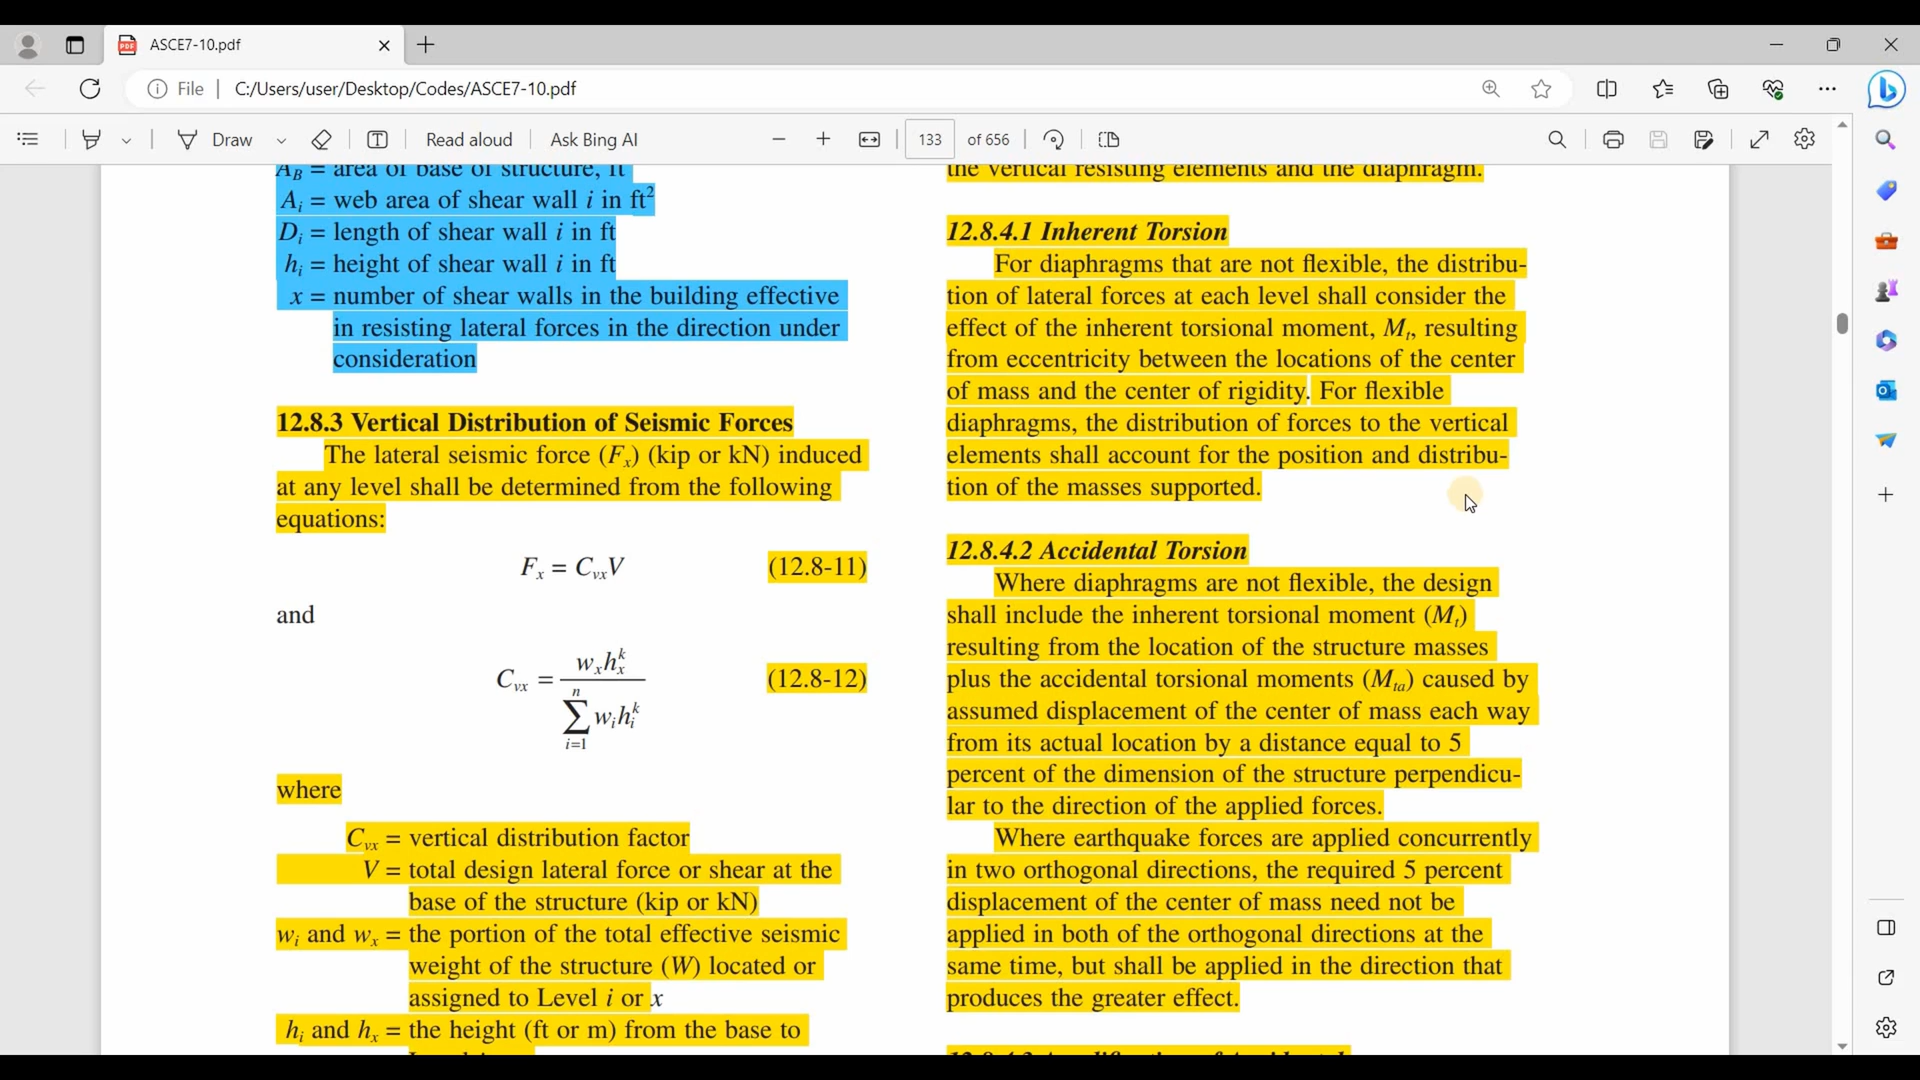 ASCE7-10.pdf
File
C:/Users/user/Desktop/Codes/ASCE7-10.pdf
Draw
Read aloud
Ask Bing AI
133 of 656
A_B = area of base of structure, ft
A_i = web area of shear wall i in ft²
D_i = length of shear wall i in ft
h_i = height of shear wall i in ft
x = number of shear walls in the building effective
in resisting lateral forces in the direction under
consideration
12.8.3 Vertical Distribution of Seismic Forces
The lateral seismic force (F_x) (kip or kN) induced
at any level shall be determined from the following
equations:
F_x = C_vx V (12.8-11)
and
C_vx = w_x h_x^k / ∑_{i=1}^{n} w_i h_i^k (12.8-12)
where
C_vx = vertical distribution factor
V = total design lateral force or shear at the
base of the structure (kip or kN)
w_i and w_x = the portion of the total effective seismic
weight of the structure (W) located or
assigned to Level i or x
h_i and h_x = the height (ft or m) from the base to
the vertical resisting elements and the diaphragm.
12.8.4.1 Inherent Torsion
For diaphragms that are not flexible, the distribu-
tion of lateral forces at each level shall consider the
effect of the inherent torsional moment, M_t, resulting
from eccentricity between the locations of the center
of mass and the center of rigidity. For flexible
diaphragms, the distribution of forces to the vertical
elements shall account for the position and distribu-
tion of the masses supported.
12.8.4.2 Accidental Torsion
Where diaphragms are not flexible, the design
shall include the inherent torsional moment (M_t)
resulting from the location of the structure masses
plus the accidental torsional moments (M_ta) caused by
assumed displacement of the center of mass each way
from its actual location by a distance equal to 5
percent of the dimension of the structure perpendicu-
lar to the direction of the applied forces.
Where earthquake forces are applied concurrently
in two orthogonal directions, the required 5 percent
displacement of the center of mass need not be
applied in both of the orthogonal directions at the
same time, but shall be applied in the direction that
produces the greater effect.